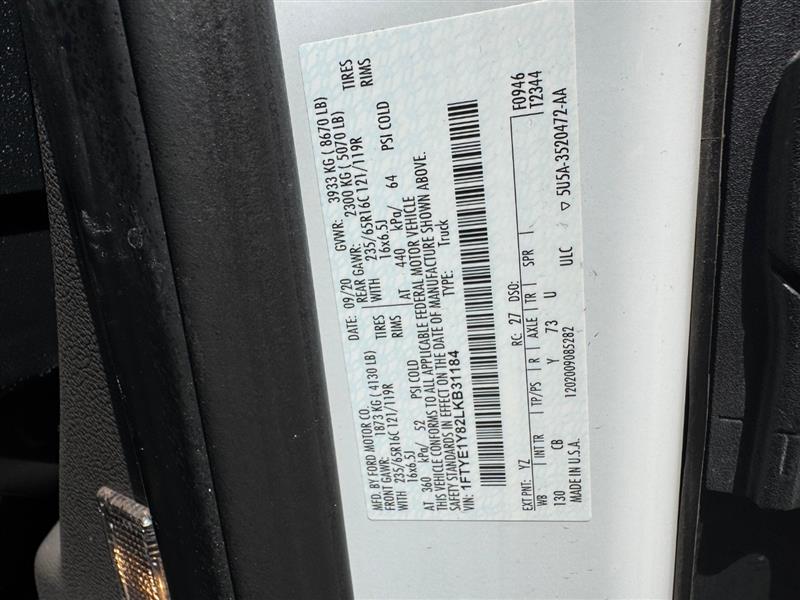 MFD. BY FORD MOTOR CO. DATE: 09/20 GVWR: 3933 KG ( 8670 LB)
FRONT GAWR: 1873 KG ( 4130 LB) REAR GAWR: 2300 KG ( 5070 LB)
WITH 235/65R16C 121/119R TIRES WITH 235/65R16C 121/119R TIRES
16x6.5J RIMS 16x6.5J RIMS
AT 360 kPa/ 52 PSI COLD AT 440 kPa/ 64 PSI COLD
THIS VEHICLE CONFORMS TO ALL APPLICABLE FEDERAL MOTOR VEHICLE
SAFETY STANDARDS IN EFFECT ON THE DATE OF MANUFACTURE SHOWN ABOVE.
VIN: 1FTYE1Y82LKB31184 TYPE: Truck
F0946
T2344
EXT PNT: YZ RC: 27 DSO:
WB INT TR TP/PS R AXLE TR SPR
130 CB Y 73 U
MADE IN U.S.A. 1202009085282 ULC ▽ 5U5A-3520472-AA